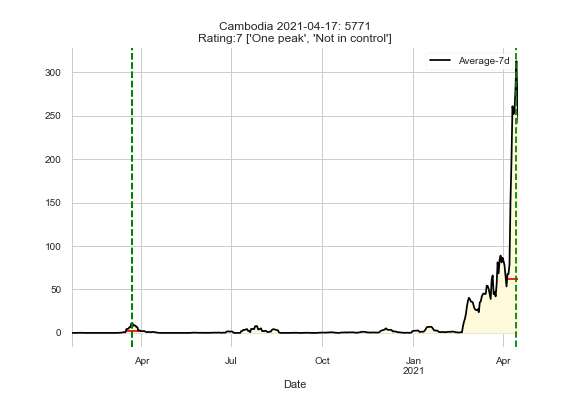 Cambodia 2021-04-17: 5771
Rating:7 ['One peak', 'Not in control']
Average-7d
300
250
200
150
100
50
0
Apr
Jul
Oct
Jan
2021
Apr
Date